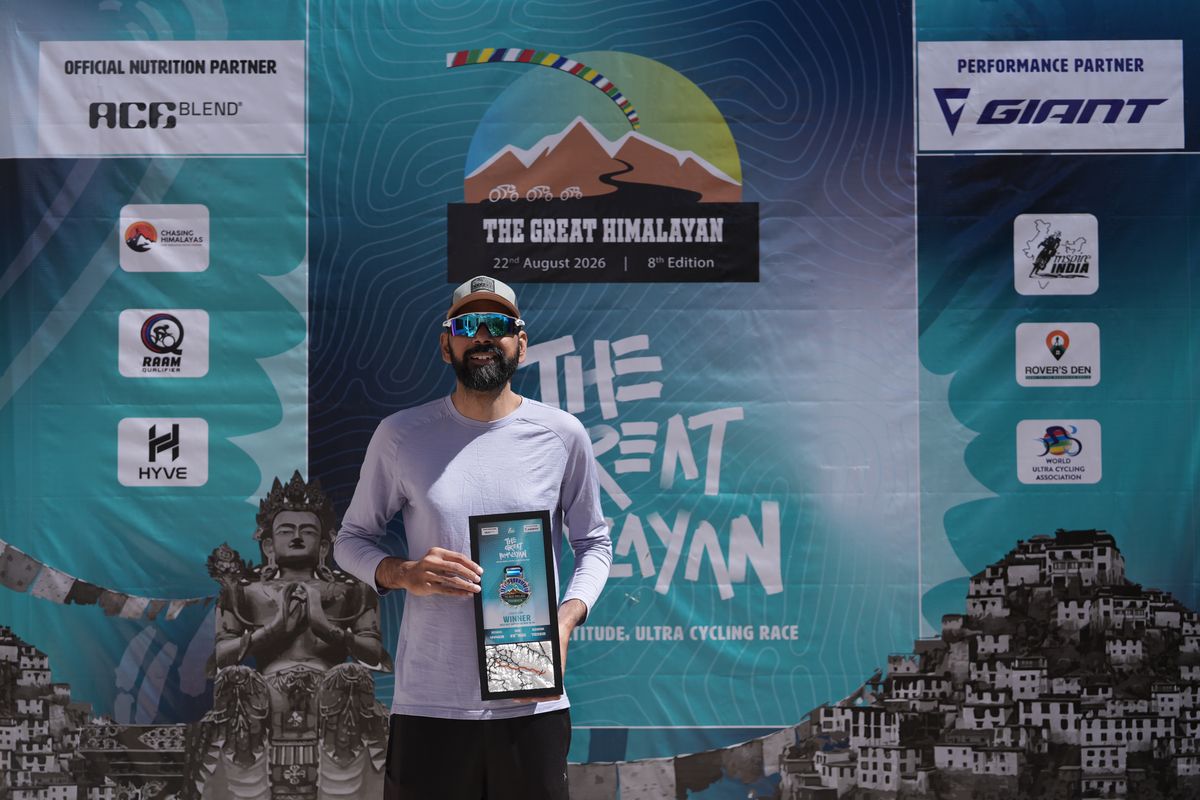 OFFICIAL NUTRITION PARTNER
ACE BLEND®
CHASING
HIMALAYAS
RAAM
QUALIFIER
HYVE
THE GREAT HIMALAYAN
22nd August 2026 | 8th Edition
THE
REAT
LAYAN
TITUDE, ULTRA CYCLING RACE
PERFORMANCE PARTNER
GIANT
inspire
INDIA
ROVER'S DEN
WORLD
ULTRA CYCLING
ASSOCIATION
THE
GREAT
HIMALAYAN
WINNER